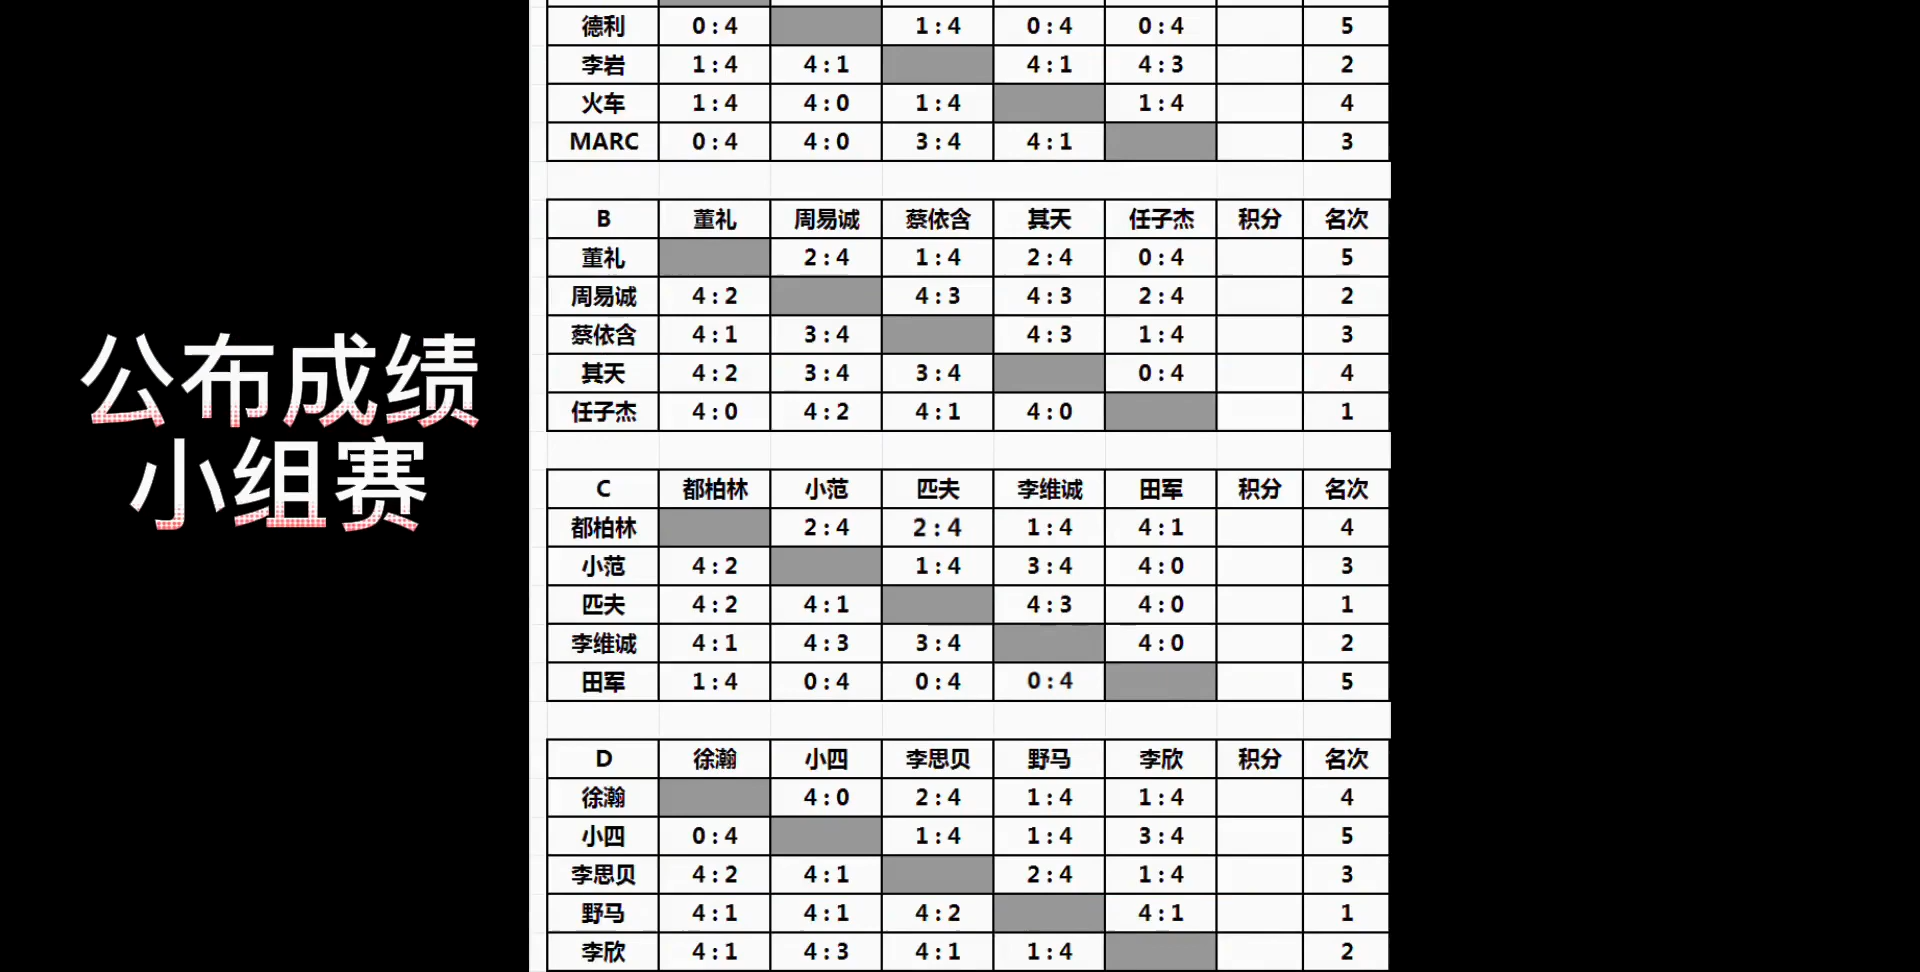 公布成绩
小组赛
德利 0:4 1:4 0:4 0:4 5
李岩 1:4 4:1 4:1 4:3 2
火车 1:4 4:0 1:4 1:4 4
MARC 0:4 4:0 3:4 4:1 3
B 董礼 周易诚 蔡依含 其天 任子杰 积分 名次
董礼 2:4 1:4 2:4 0:4 5
周易诚 4:2 4:3 4:3 2:4 2
蔡依含 4:1 3:4 4:3 1:4 3
其天 4:2 3:4 3:4 0:4 4
任子杰 4:0 4:2 4:1 4:0 1
C 都柏林 小范 匹夫 李维诚 田军 积分 名次
都柏林 2:4 2:4 1:4 4:1 4
小范 4:2 1:4 3:4 4:0 3
匹夫 4:2 4:1 4:3 4:0 1
李维诚 4:1 4:3 3:4 4:0 2
田军 1:4 0:4 0:4 0:4 5
D 徐瀚 小四 李思贝 野马 李欣 积分 名次
徐瀚 4:0 2:4 1:4 1:4 4
小四 0:4 1:4 1:4 3:4 5
李思贝 4:2 4:1 2:4 1:4 3
野马 4:1 4:1 4:2 4:1 1
李欣 4:1 4:3 4:1 1:4 2